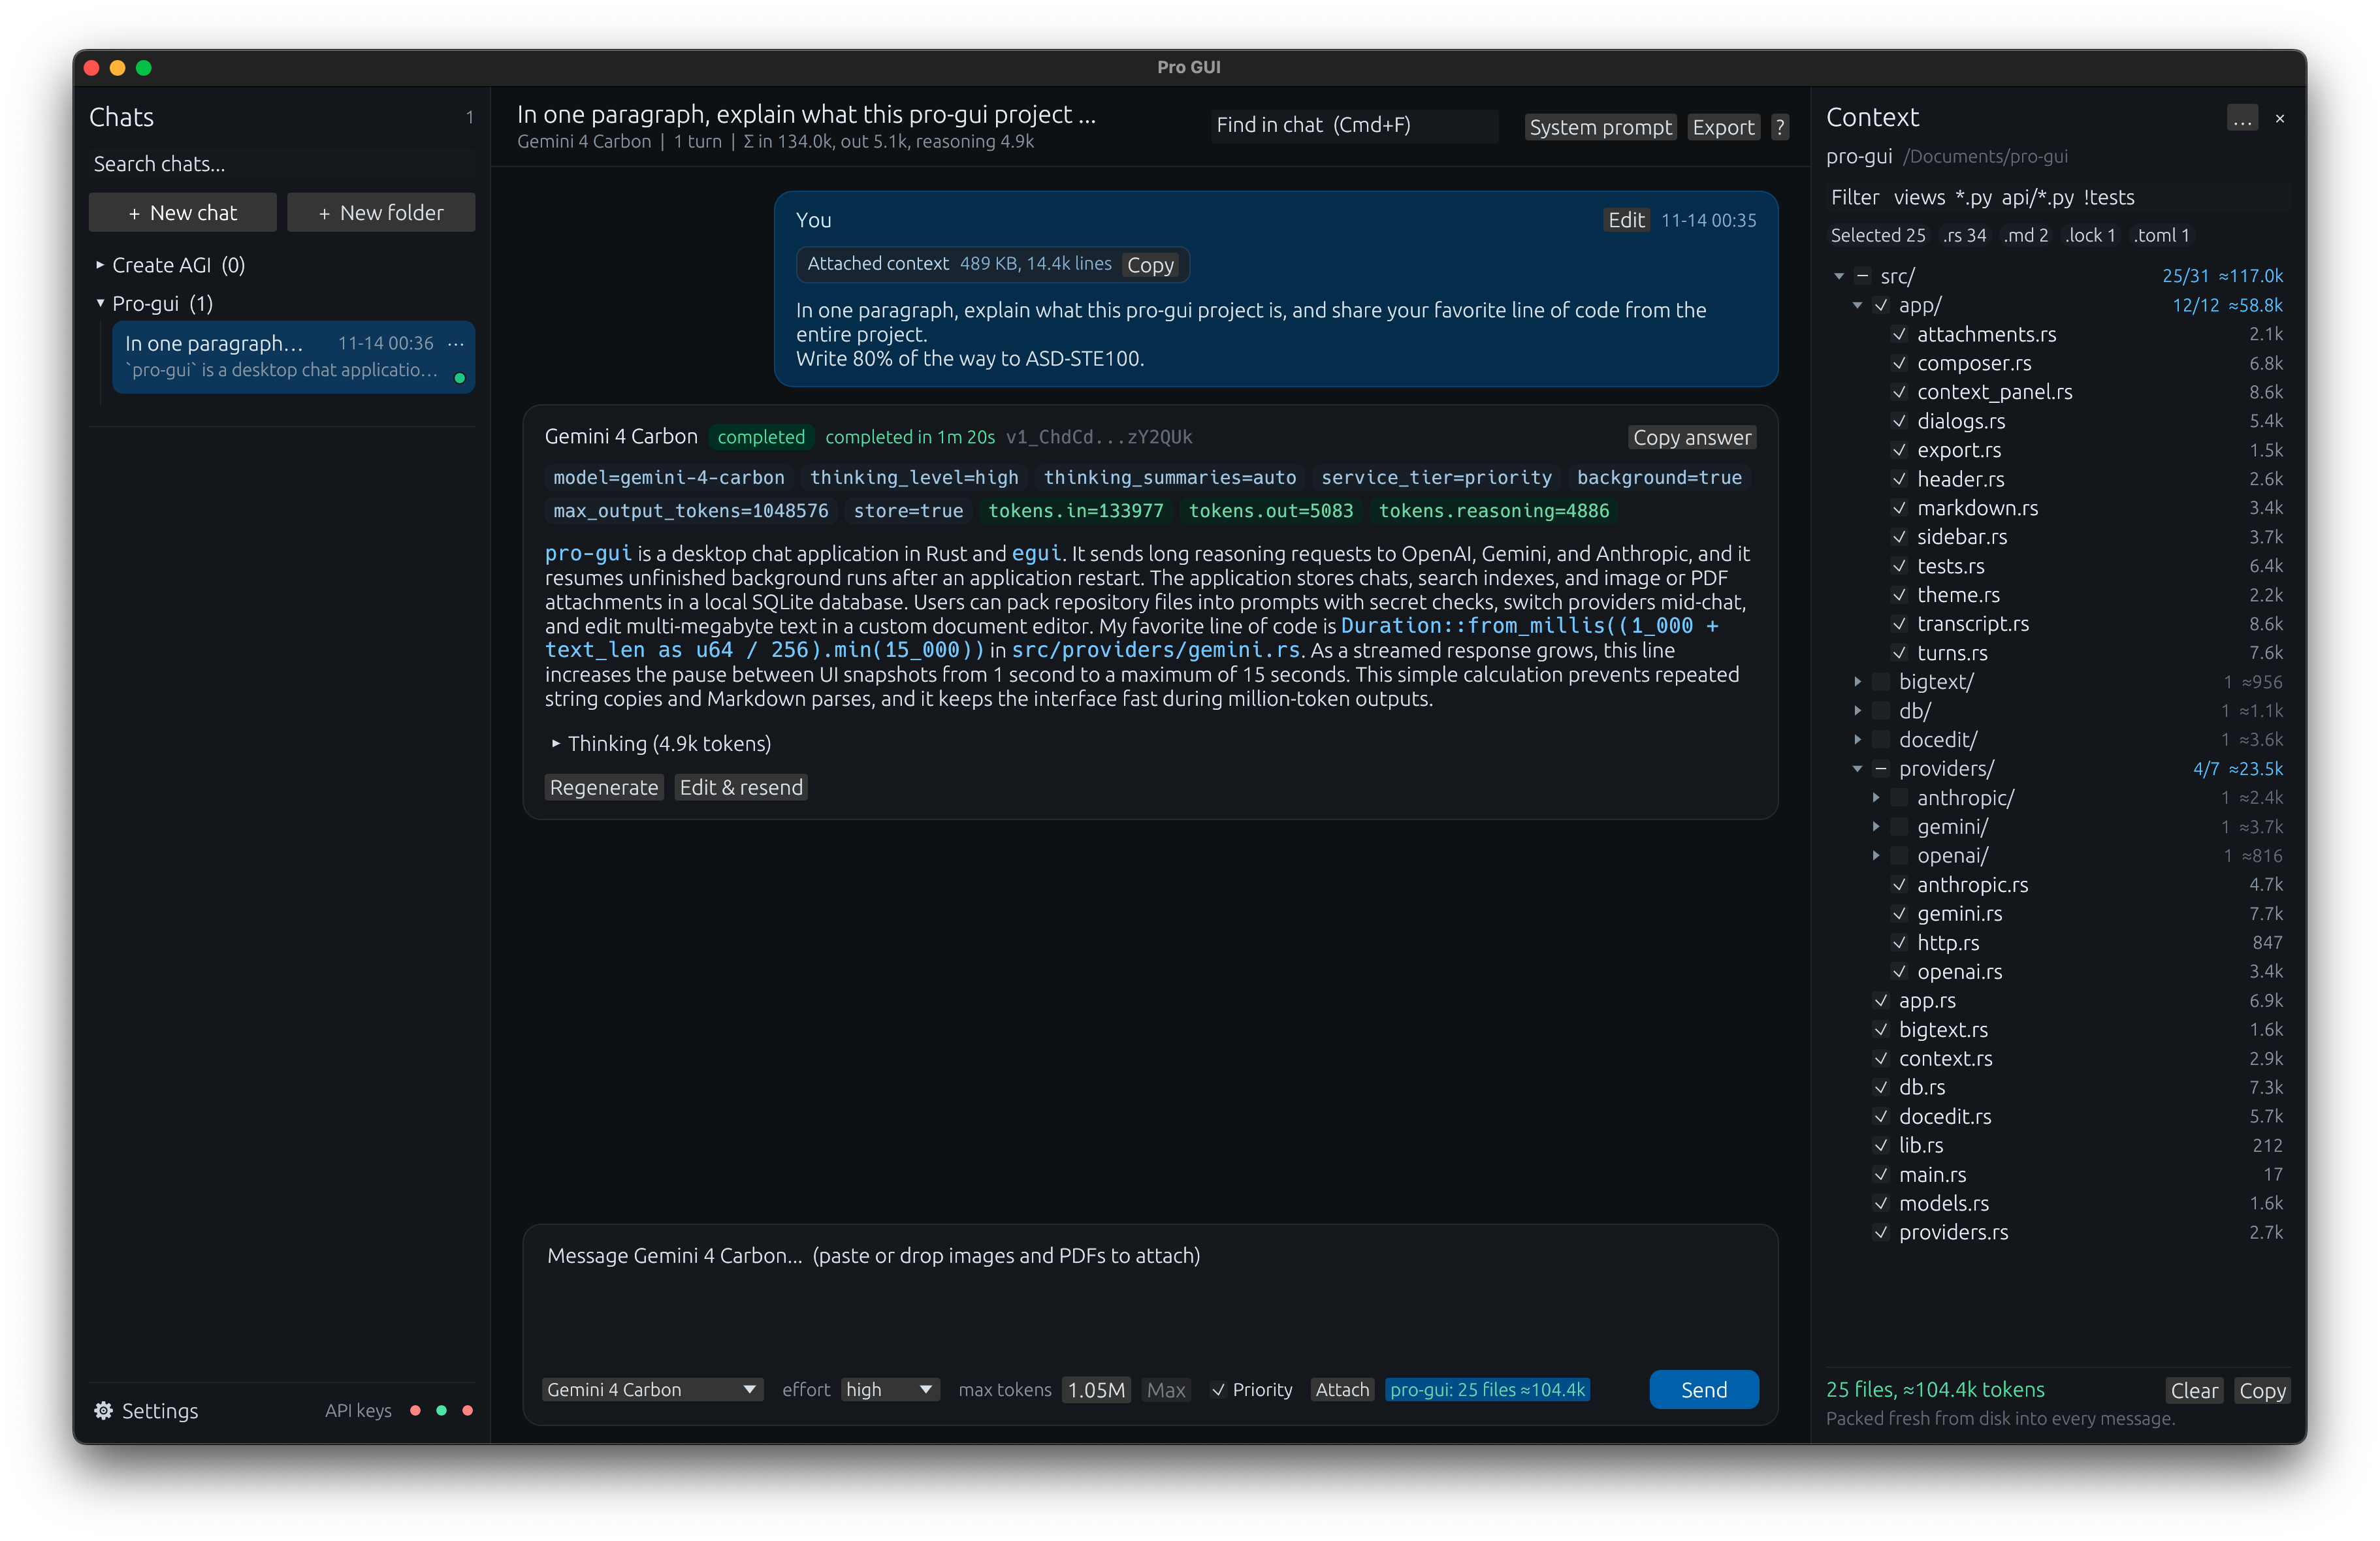 Pro GUI
Chats 1
Search chats...
+ New chat
+ New folder
Create AGI (0)
Pro-gui (1)
In one paragraph... 11-14 00:36 ...
`pro-gui` is a desktop chat applicatio...
Settings
API keys
In one paragraph, explain what this pro-gui project ...
Gemini 4 Carbon | 1 turn | Σ in 134.0k, out 5.1k, reasoning 4.9k
Find in chat (Cmd+F)
System prompt
Export
?
You
Edit 11-14 00:35
Attached context 489 KB, 14.4k lines Copy
In one paragraph, explain what this pro-gui project is, and share your favorite line of code from the
entire project.
Write 80% of the way to ASD-STE100.
Gemini 4 Carbon completed completed in 1m 20s v1_ChdCd...zY2QUk
Copy answer
model=gemini-4-carbon thinking_level=high thinking_summaries=auto service_tier=priority background=true
max_output_tokens=1048576 store=true tokens.in=133977 tokens.out=5083 tokens.reasoning=4886
pro-gui is a desktop chat application in Rust and egui. It sends long reasoning requests to OpenAI, Gemini, and Anthropic, and it
resumes unfinished background runs after an application restart. The application stores chats, search indexes, and image or PDF
attachments in a local SQLite database. Users can pack repository files into prompts with secret checks, switch providers mid-chat,
and edit multi-megabyte text in a custom document editor. My favorite line of code is Duration::from_millis((1_000 +
text_len as u64 / 256).min(15_000)) in src/providers/gemini.rs. As a streamed response grows, this line
increases the pause between UI snapshots from 1 second to a maximum of 15 seconds. This simple calculation prevents repeated
string copies and Markdown parses, and it keeps the interface fast during million-token outputs.
Thinking (4.9k tokens)
Regenerate
Edit & resend
Message Gemini 4 Carbon... (paste or drop images and PDFs to attach)
Gemini 4 Carbon effort high max tokens 1.05M Max Priority Attach pro-gui: 25 files ≈104.4k Send
Context ... ×
pro-gui /Documents/pro-gui
Filter views *.py api/*.py !tests
Selected 25 .rs 34 .md 2 .lock 1 .toml 1
src/ 25/31 ≈117.0k
app/ 12/12 ≈58.8k
attachments.rs 2.1k
composer.rs 6.8k
context_panel.rs 8.6k
dialogs.rs 5.4k
export.rs 1.5k
header.rs 2.6k
markdown.rs 3.4k
sidebar.rs 3.7k
tests.rs 6.4k
theme.rs 2.2k
transcript.rs 8.6k
turns.rs 7.6k
bigtext/ 1 ≈956
db/ 1 ≈1.1k
docedit/ 1 ≈3.6k
providers/ 4/7 ≈23.5k
anthropic/ 1 ≈2.4k
gemini/ 1 ≈3.7k
openai/ 1 ≈816
anthropic.rs 4.7k
gemini.rs 7.7k
http.rs 847
openai.rs 3.4k
app.rs 6.9k
bigtext.rs 1.6k
context.rs 2.9k
db.rs 7.3k
docedit.rs 5.7k
lib.rs 212
main.rs 17
models.rs 1.6k
providers.rs 2.7k
25 files, ≈104.4k tokens
Clear
Copy
Packed fresh from disk into every message.